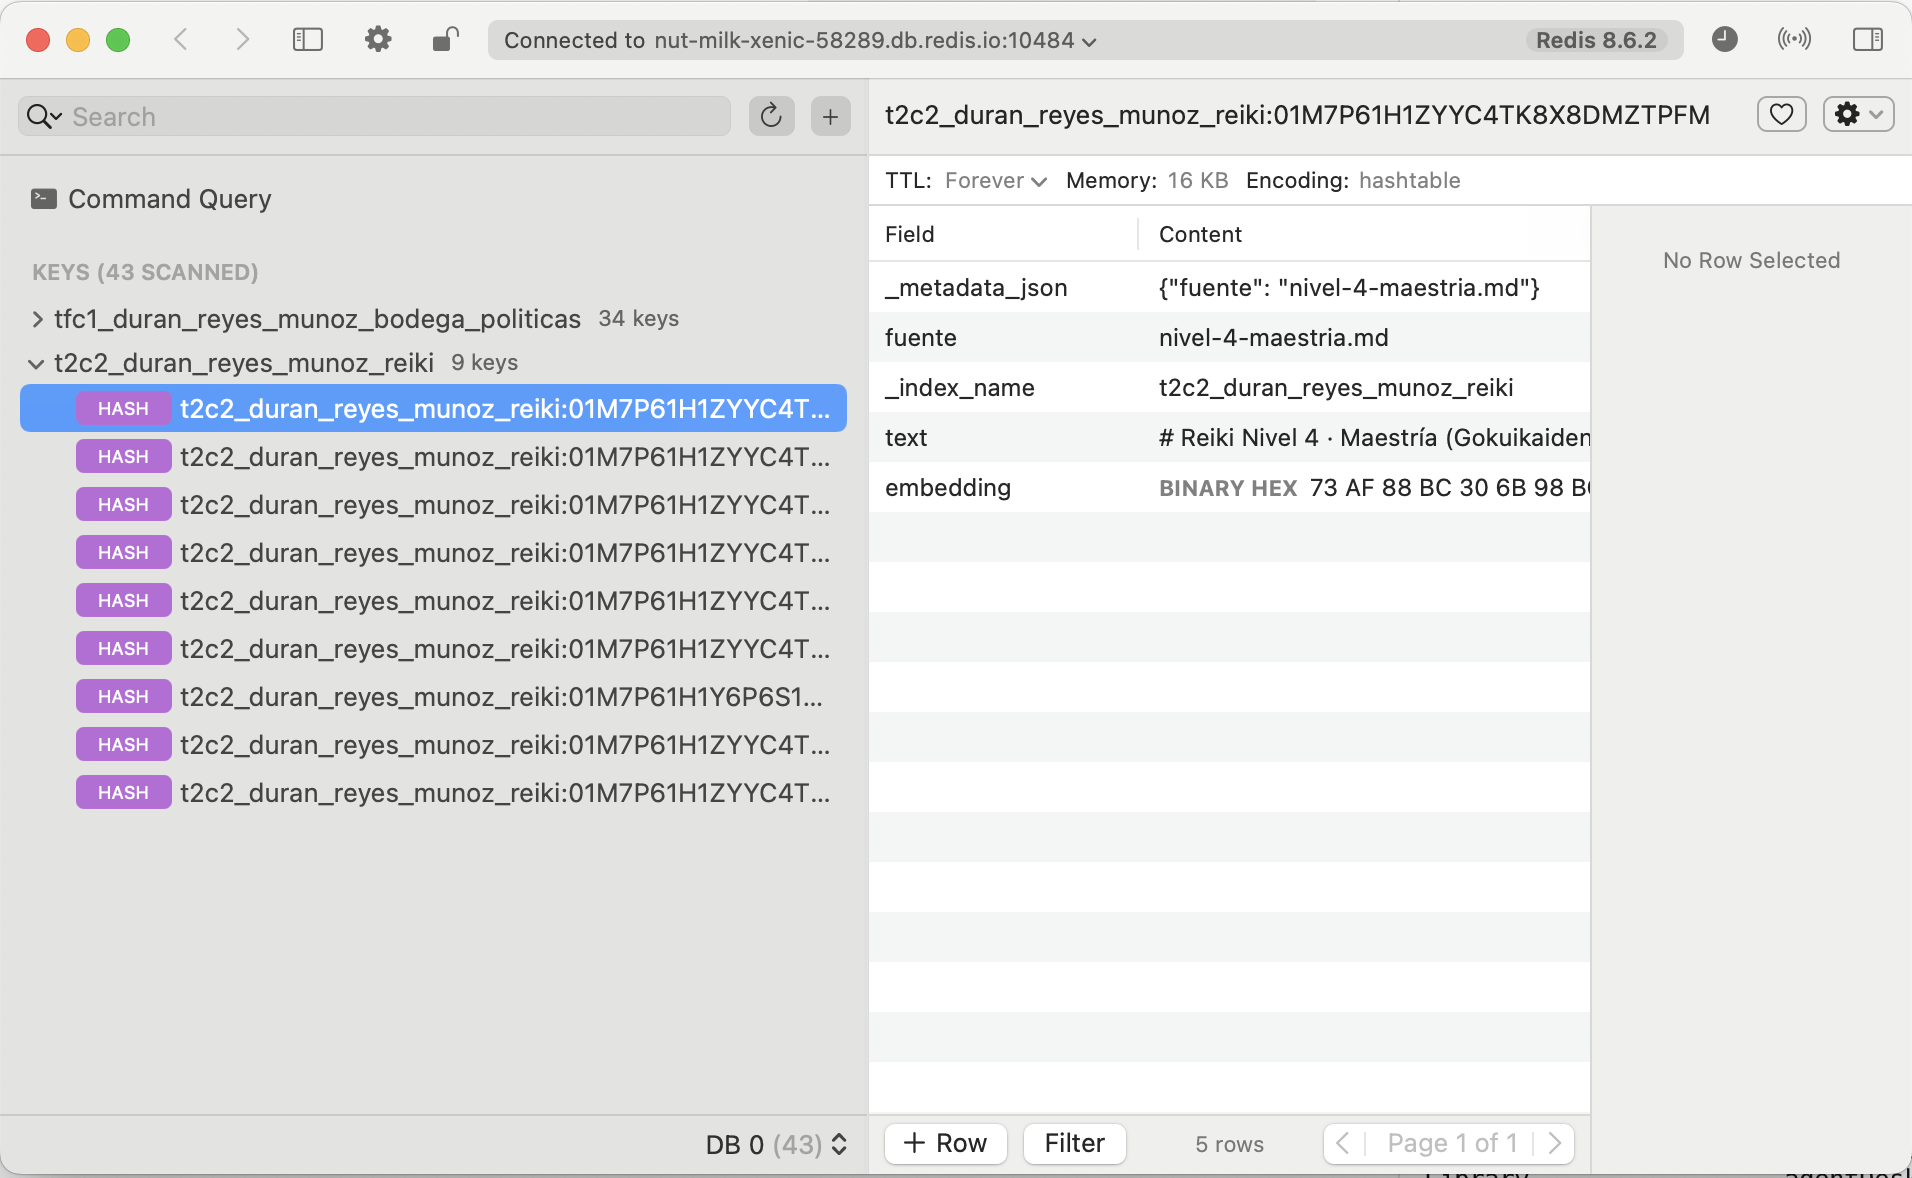 Connected to nut-milk-xenic-58289.db.redis.io:10484
Redis 8.6.2
Search
Command Query
KEYS (43 SCANNED)
tfc1_duran_reyes_munoz_bodega_politicas 34 keys
t2c2_duran_reyes_munoz_reiki 9 keys
HASH t2c2_duran_reyes_munoz_reiki:01M7P61H1ZYYC4T...
HASH t2c2_duran_reyes_munoz_reiki:01M7P61H1ZYYC4T...
HASH t2c2_duran_reyes_munoz_reiki:01M7P61H1ZYYC4T...
HASH t2c2_duran_reyes_munoz_reiki:01M7P61H1ZYYC4T...
HASH t2c2_duran_reyes_munoz_reiki:01M7P61H1ZYYC4T...
HASH t2c2_duran_reyes_munoz_reiki:01M7P61H1ZYYC4T...
HASH t2c2_duran_reyes_munoz_reiki:01M7P61H1Y6P6S1...
HASH t2c2_duran_reyes_munoz_reiki:01M7P61H1ZYYC4T...
HASH t2c2_duran_reyes_munoz_reiki:01M7P61H1ZYYC4T...
DB 0 (43)
t2c2_duran_reyes_munoz_reiki:01M7P61H1ZYYC4TK8X8DMZTPFM
TTL: Forever Memory: 16 KB Encoding: hashtable
Field Content
_metadata_json {"fuente": "nivel-4-maestria.md"}
fuente nivel-4-maestria.md
_index_name t2c2_duran_reyes_munoz_reiki
text # Reiki Nivel 4 · Maestría (Gokuikaiden
embedding BINARY HEX 73 AF 88 BC 30 6B 98
+ Row
Filter
5 rows
Page 1 of 1
No Row Selected